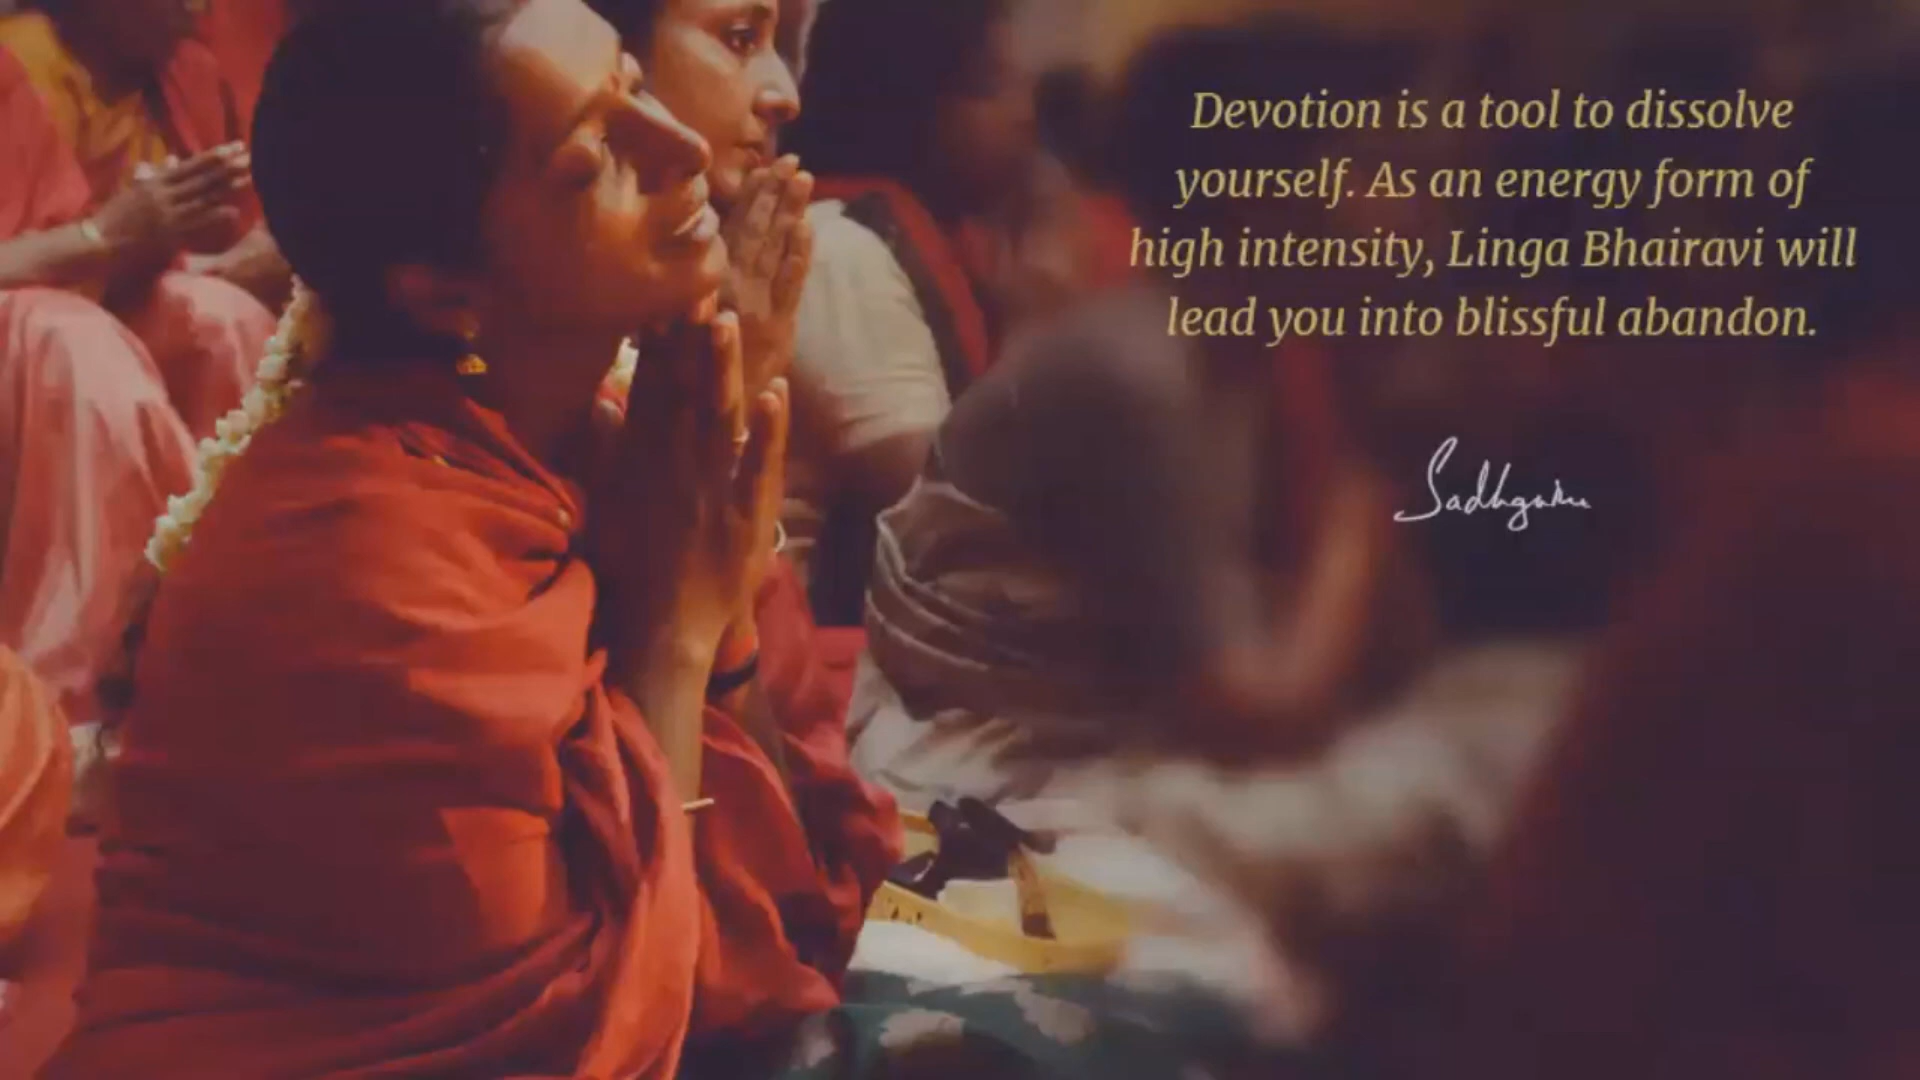 Devotion is a tool to dissolve
yourself. As an energy form of
high intensity, Linga Bhairavi will
lead you into blissful abandon.
Sadhguru